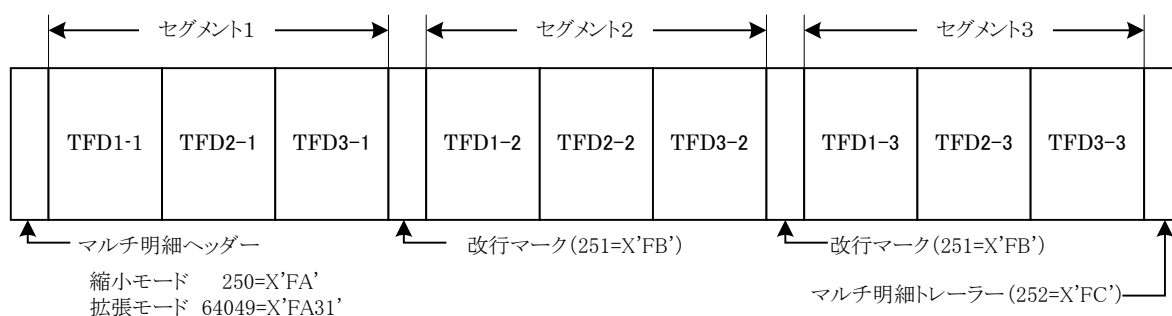 セグメント1 セグメント2 セグメント3
TFD1-1 TFD2-1 TFD3-1 TFD1-2 TFD2-2 TFD3-2 TFD1-3 TFD2-3 TFD3-3
マルチ明細ヘッダー 改行マーク(251=X'FB') 改行マーク(251=X'FB')
縮小モード 250=X'FA'
拡張モード 64049=X'FA31'
マルチ明細トレーラー(252=X'FC')